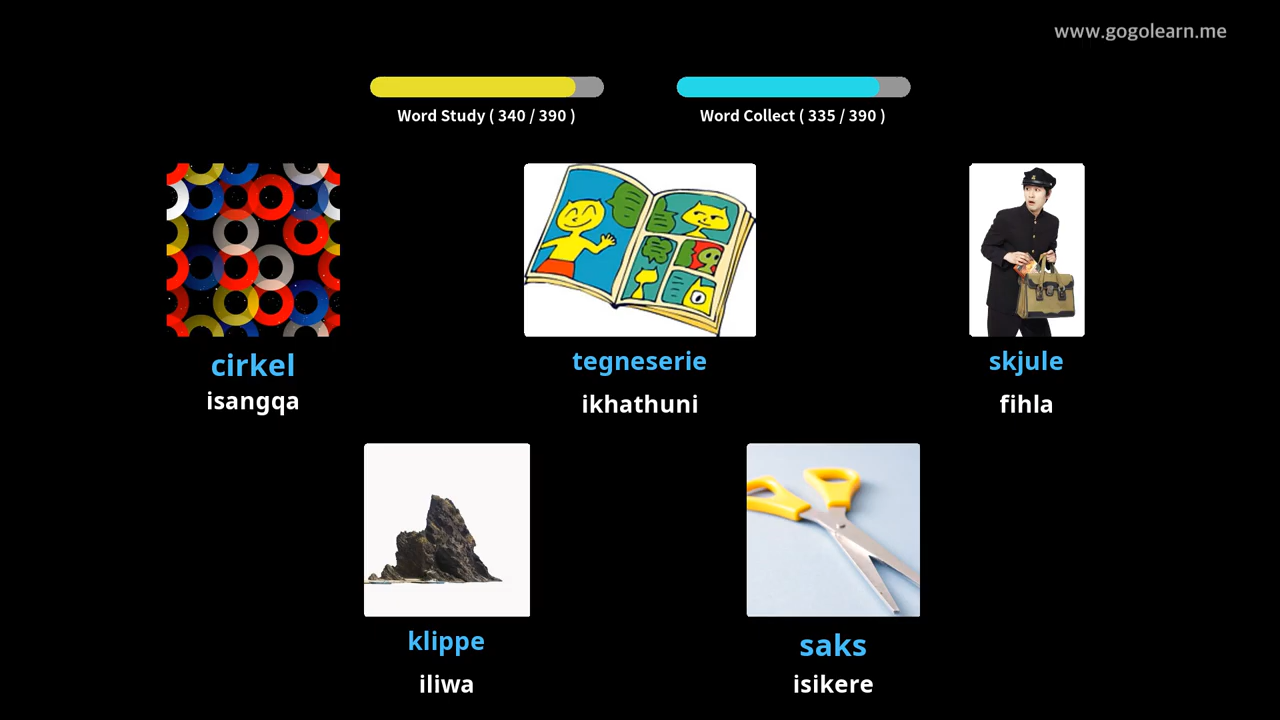 www.gogolearn.me
Word Study ( 340 / 390 )
Word Collect ( 335 / 390 )
cirkel
isangqa
tegneserie
ikhathuni
skjule
fihla
klippe
iliwa
saks
isikere